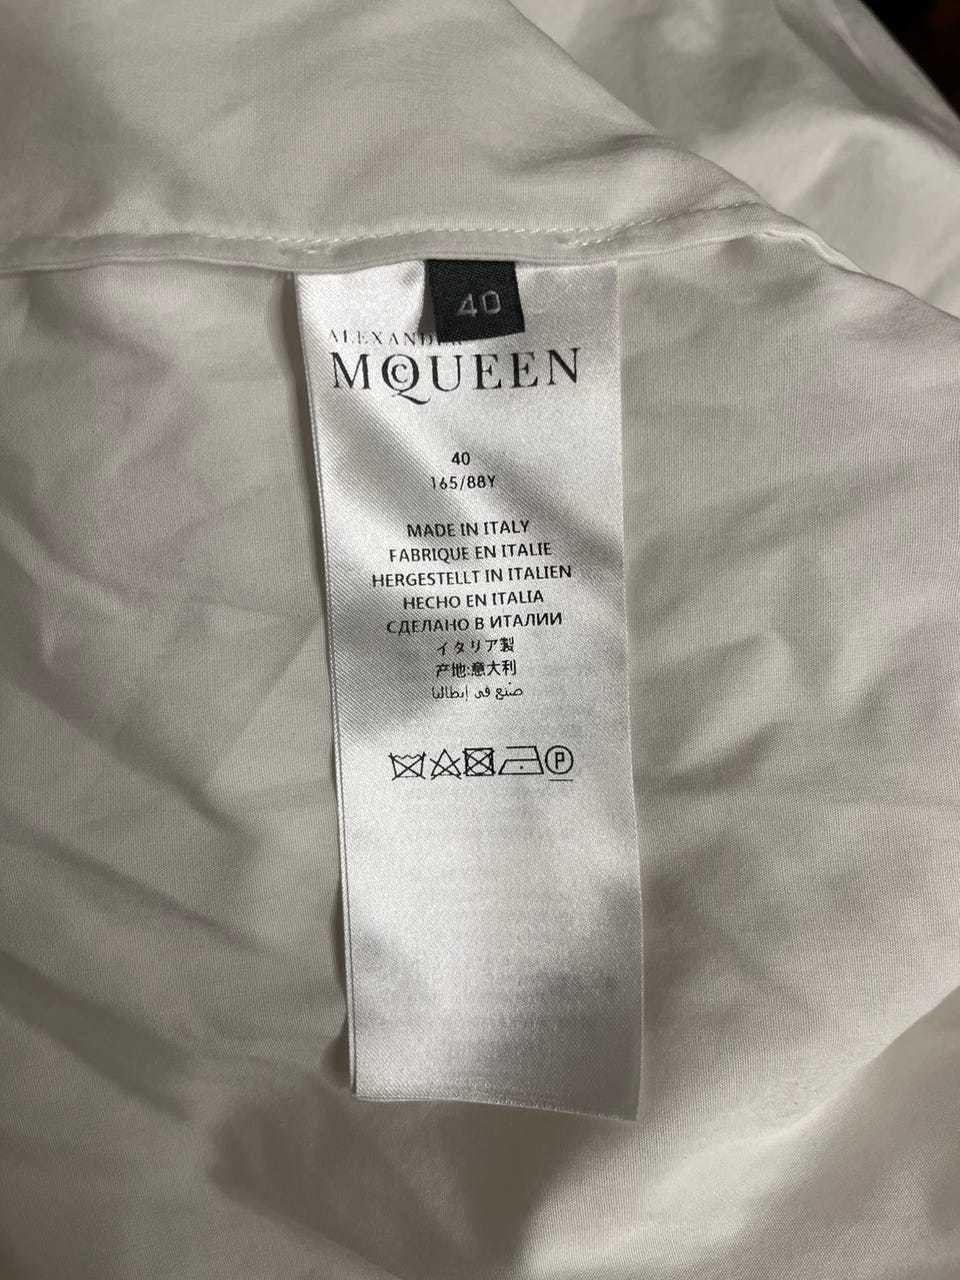 40
ALEXANDER
MCQUEEN
40
165/88Y
MADE IN ITALY
FABRIQUE EN ITALIE
HERGESTELLT IN ITALIEN
HECHO EN ITALIA
СДЕЛАНО В ИТАЛИИ
イタリア製
产地:意大利
صنع في إيطاليا
P